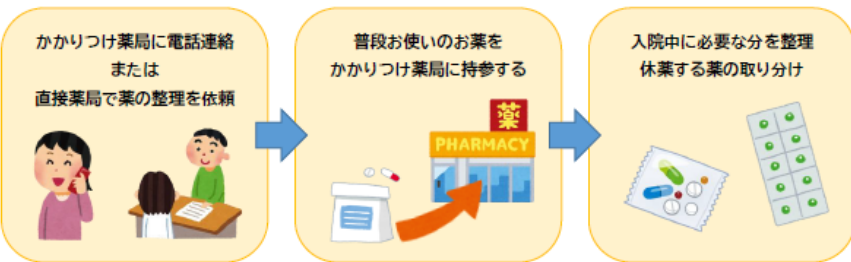 かかりつけ薬局に電話連絡
または
直接薬局で薬の整理を依頼
普段お使いのお薬を
かかりつけ薬局に持参する
薬
PHARMACY
入院中に必要な分を整理
休薬する薬の取り分け